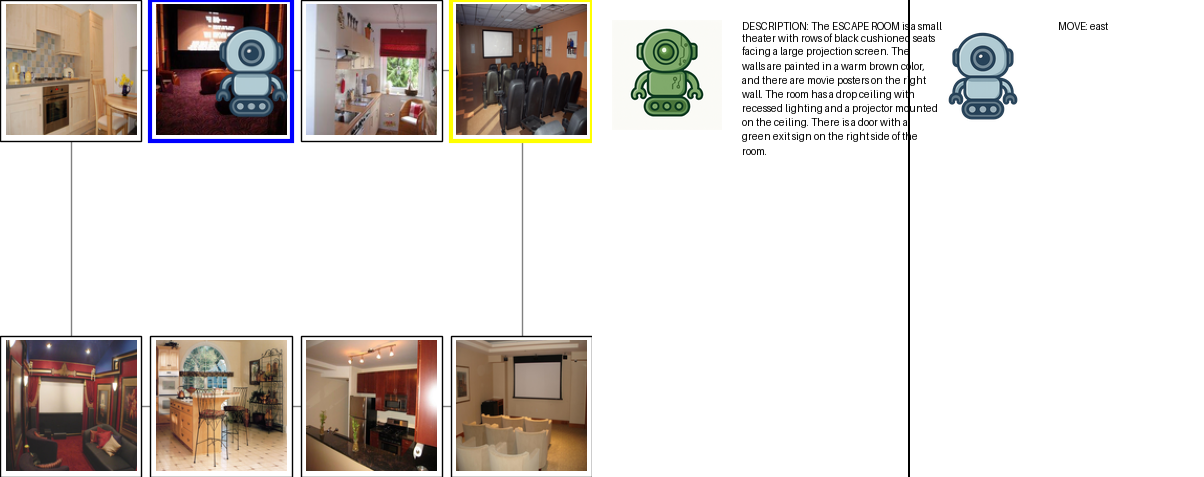 DESCRIPTION: The ESCAPE ROOM is a small
theater with rows of black cushioned seats
facing a large projection screen. The
walls are painted in a warm brown color,
and there are movie posters on the right
wall. The room has a drop ceiling with
recessed lighting and a projector mounted
on the ceiling. There is a door with a
green exit sign on the right side of the
room.
MOVE: east